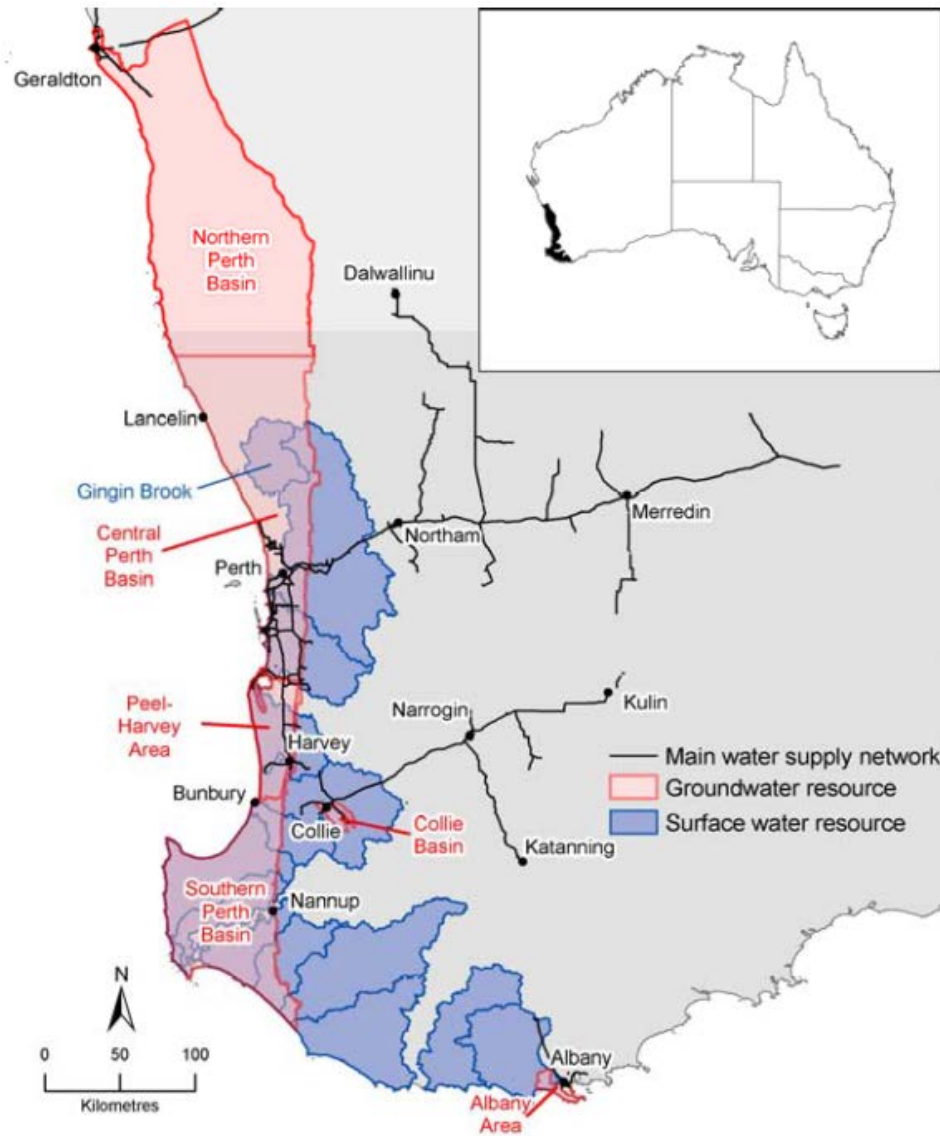 Geraldton
Northern
Perth
Basin
Dalwallinu
Lancelin
Gingin Brook
Central
Perth
Basin
Perth
Northam
Merredin
Peel-
Harvey
Area
Harvey
Narrogin
Kulin
Main water supply network
Groundwater resource
Surface water resource
Bunbury
Collie
Collie
Basin
Katanning
Southern
Perth
Basin
Nannup
N
0 50 100
Kilometres
Albany
Albany
Area